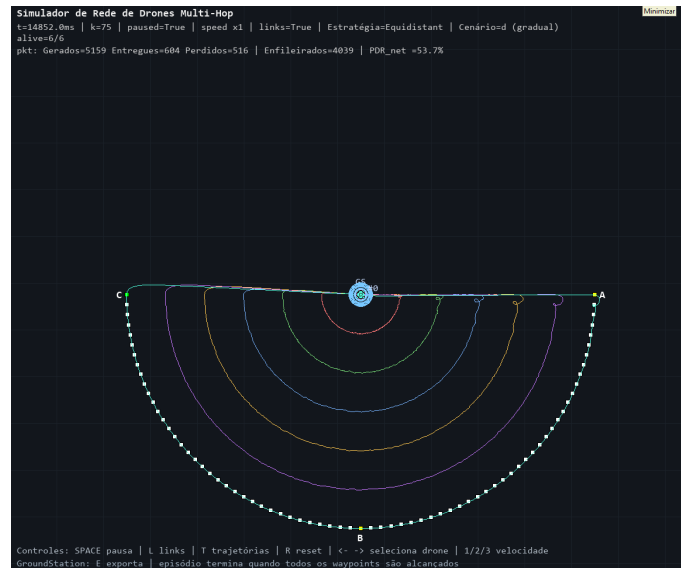 Simulador de Rede de Drones Multi-Hop
Minimizar
t=14852.0ms | k=75 | paused=True | speed x1 | links=True | Estratégia=Equidistant | Cenário=d (gradual)
alive=6/6
pkt: Gerados=5159 Entregues=604 Perdidos=516 | Enfileirados=4039 | PDR_net =53.7%
C
A
B
Controles: SPACE pausa | L links | T trajetórias | R reset | <- -> seleciona drone | 1/2/3 velocidade
GroundStation: E exporta | episódio termina quando todos os waypoints são alcançados